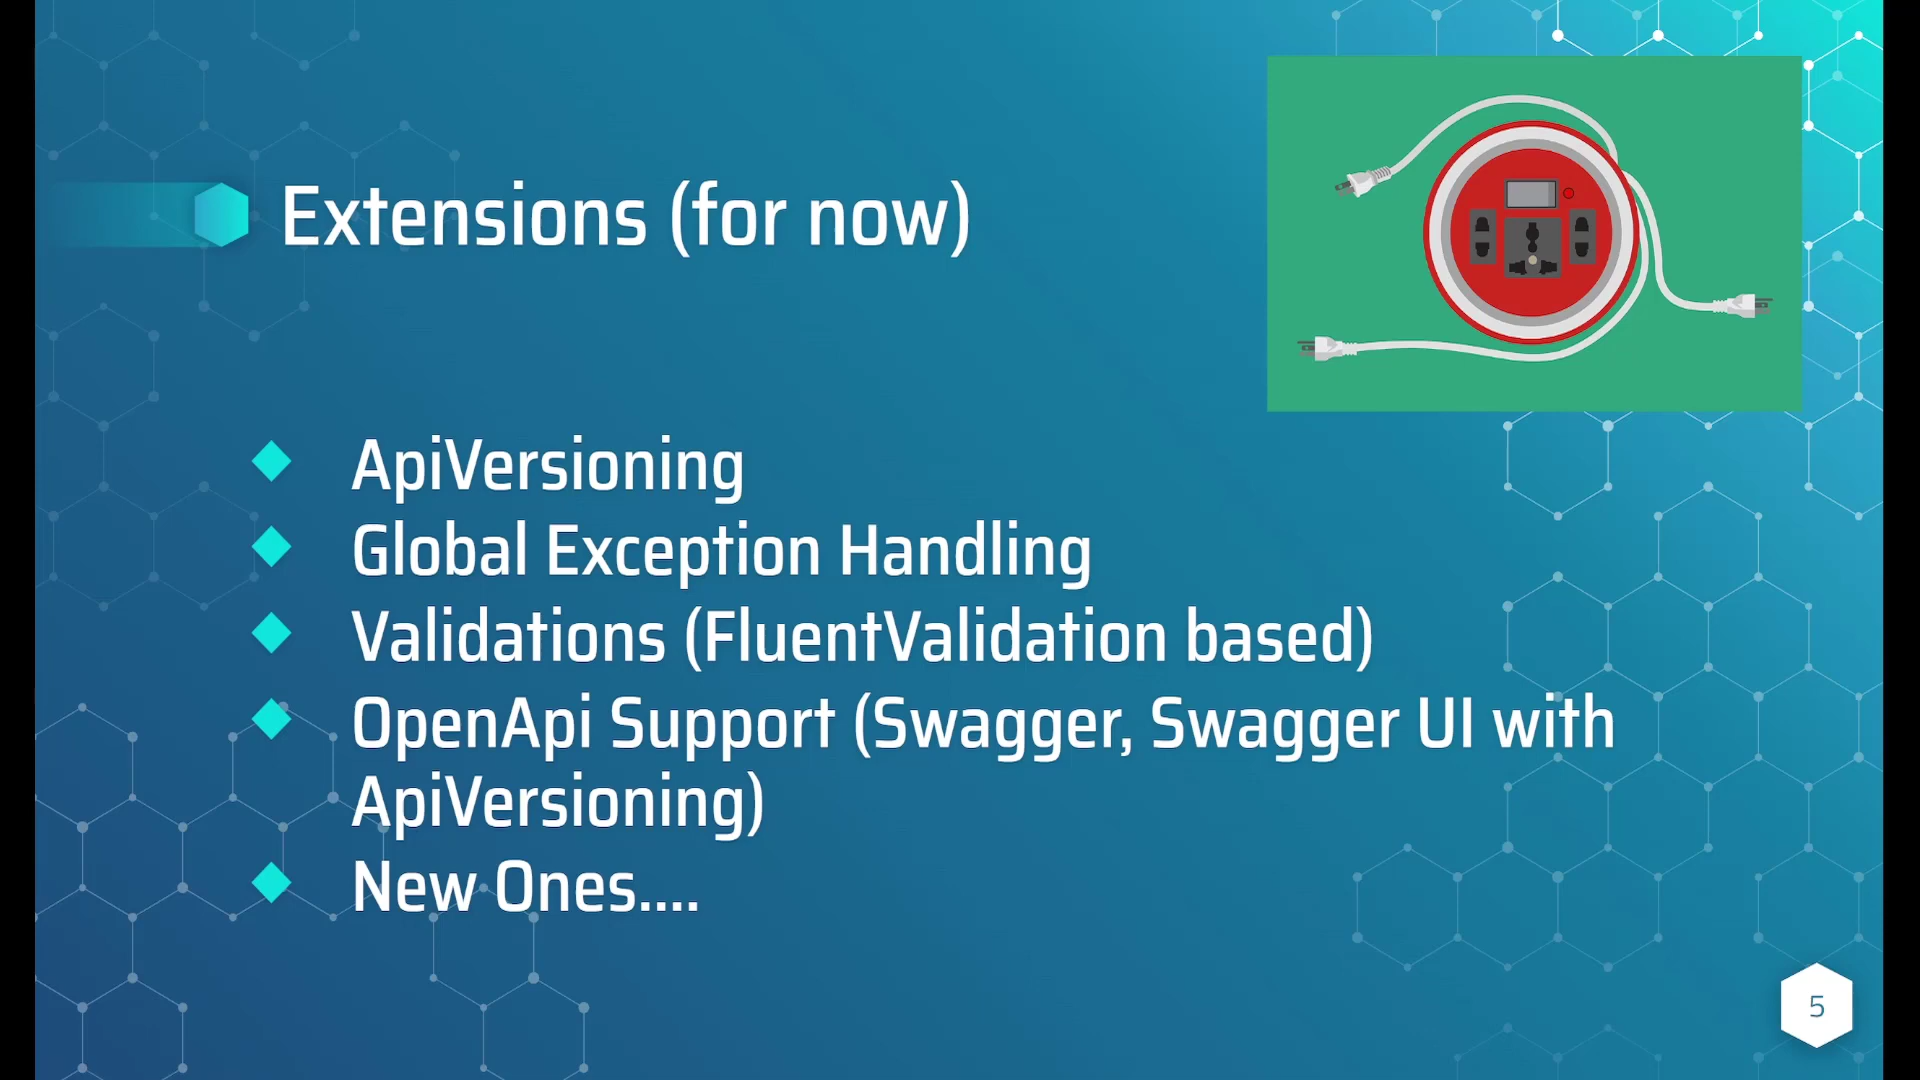 Extensions (for now)
ApiVersioning
Global Exception Handling
Validations (FluentValidation based)
OpenApi Support (Swagger, Swagger UI with
ApiVersioning)
New Ones....
5